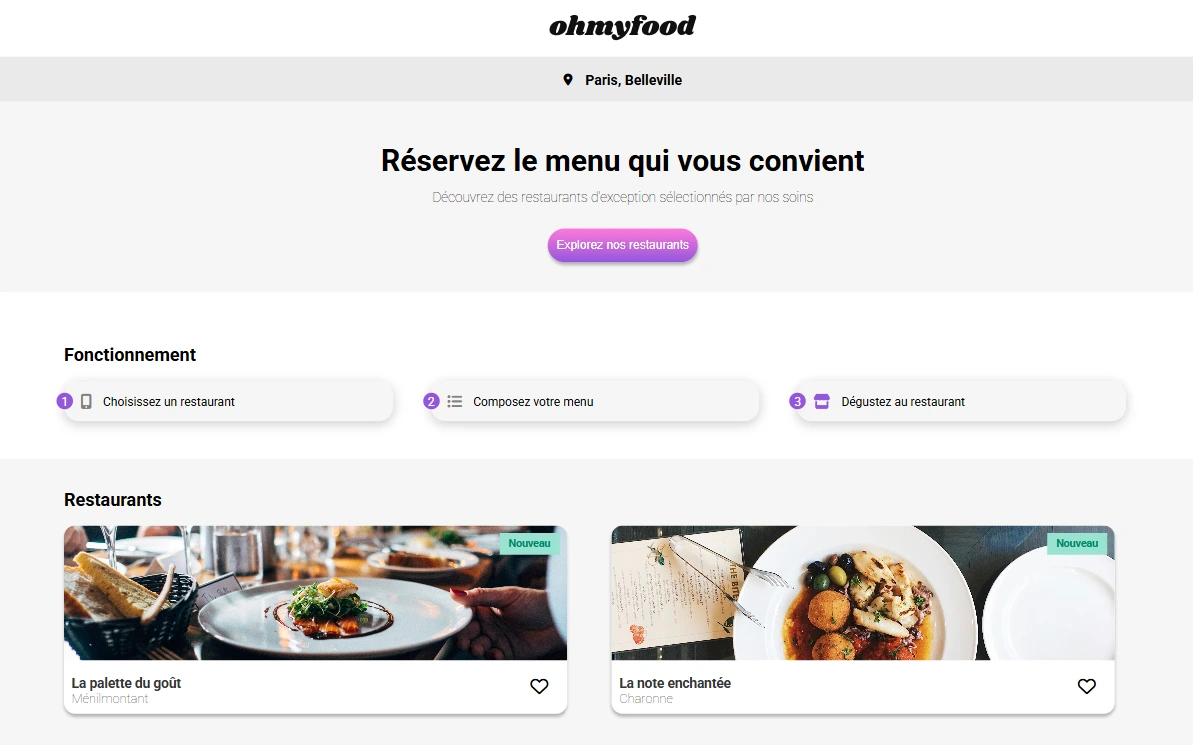 ohmyfood
Paris, Belleville
Réservez le menu qui vous convient
Découvrez des restaurants d'exception sélectionnés par nos soins
Explorez nos restaurants
Fonctionnement
1 Choisissez un restaurant
2 Composez votre menu
3 Dégustez au restaurant
Restaurants
Nouveau
La palette du goût
Ménilmontant
Nouveau
La note enchantée
Charonne